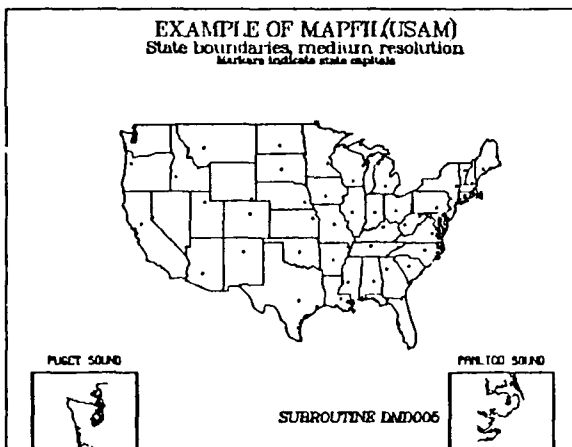 EXAMPLE OF MAPFIL(USAM)
State boundaries, medium resolution
Markers indicate state capitals
PUGET SOUND
PAMLICO SOUND
SUBROUTINE DMD006